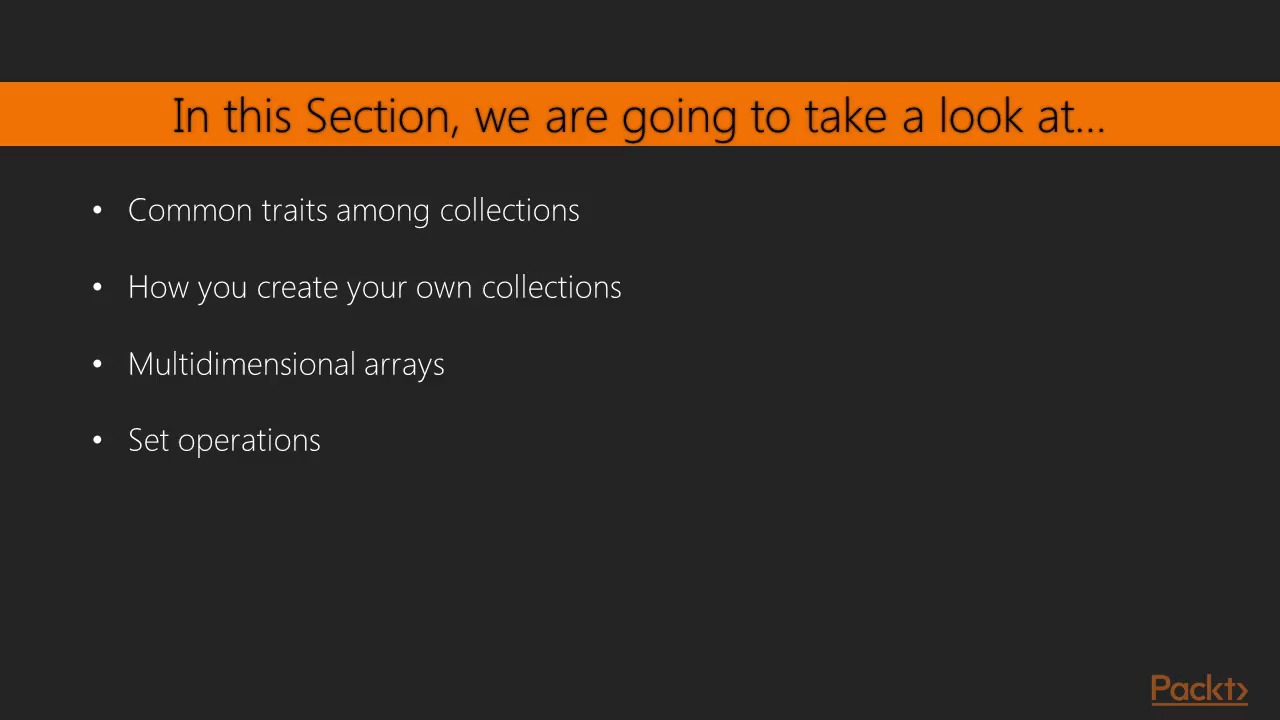 In this Section, we are going to take a look at...
• Common traits among collections
• How you create your own collections
• Multidimensional arrays
• Set operations
Packt>